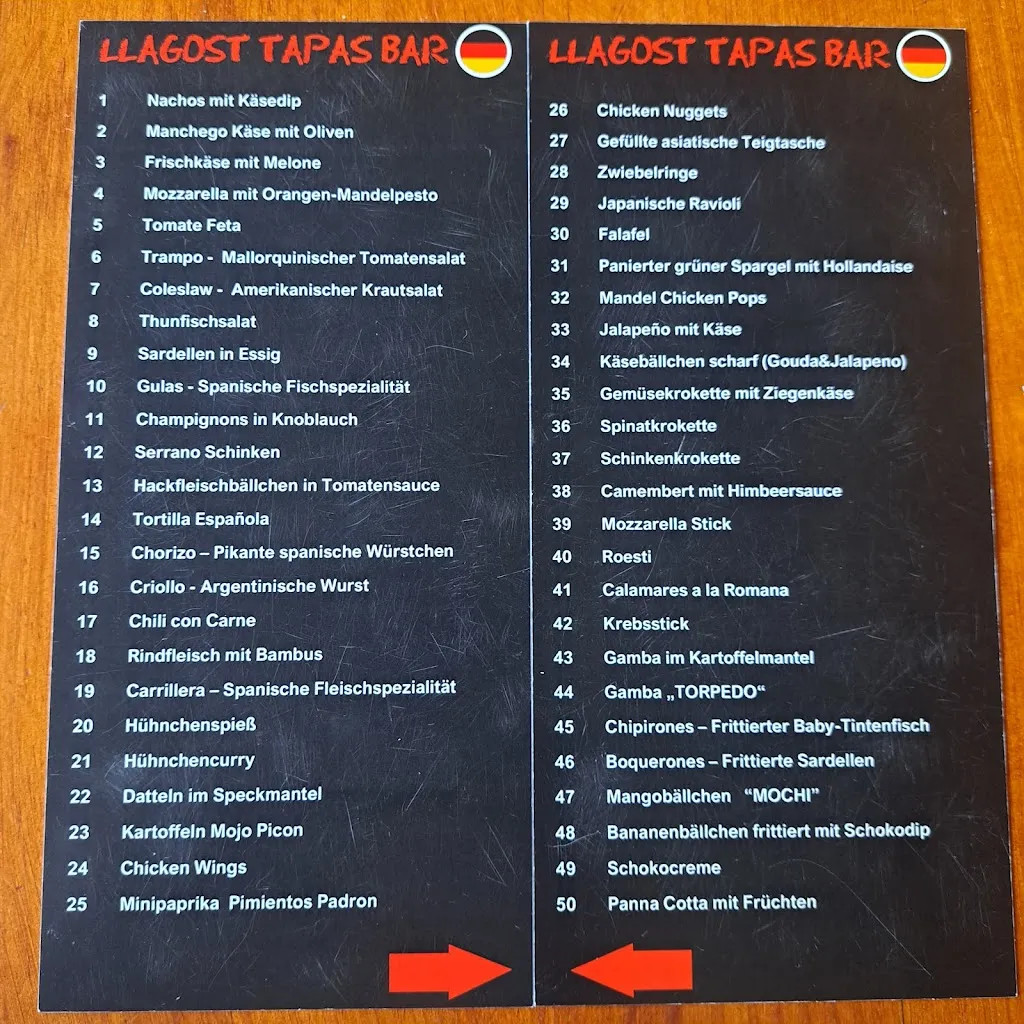 LLAGOST TAPAS BAR
1 Nachos mit Käsedip
2 Manchego Käse mit Oliven
3 Frischkäse mit Melone
4 Mozzarella mit Orangen-Mandelpesto
5 Tomate Feta
6 Trampo - Mallorquinischer Tomatensalat
7 Coleslaw - Amerikanischer Krautsalat
8 Thunfischsalat
9 Sardellen in Essig
10 Gulas - Spanische Fischspezialität
11 Champignons in Knoblauch
12 Serrano Schinken
13 Hackfleischbällchen in Tomatensauce
14 Tortilla Española
15 Chorizo – Pikante spanische Würstchen
16 Criollo - Argentinische Wurst
17 Chili con Carne
18 Rindfleisch mit Bambus
19 Carrillera – Spanische Fleischspezialität
20 Hühnchenspieß
21 Hühnchencurry
22 Datteln im Speckmantel
23 Kartoffeln Mojo Picon
24 Chicken Wings
25 Minipaprika Pimientos Padron
LLAGOST TAPAS BAR
26 Chicken Nuggets
27 Gefüllte asiatische Teigtasche
28 Zwiebelringe
29 Japanische Ravioli
30 Falafel
31 Panierter grüner Spargel mit Hollandaise
32 Mandel Chicken Pops
33 Jalapeño mit Käse
34 Käsebällchen scharf (Gouda&Jalapeno)
35 Gemüsekrokette mit Ziegenkäse
36 Spinatkrokette
37 Schinkenkrokette
38 Camembert mit Himbeersauce
39 Mozzarella Stick
40 Roesti
41 Calamares a la Romana
42 Krebsstick
43 Gamba im Kartoffelmantel
44 Gamba „TORPEDO“
45 Chipirones – Frittierter Baby-Tintenfisch
46 Boquerones – Frittierte Sardellen
47 Mangobällchen “MOCHI”
48 Bananenbällchen frittiert mit Schokodip
49 Schokocreme
50 Panna Cotta mit Früchten